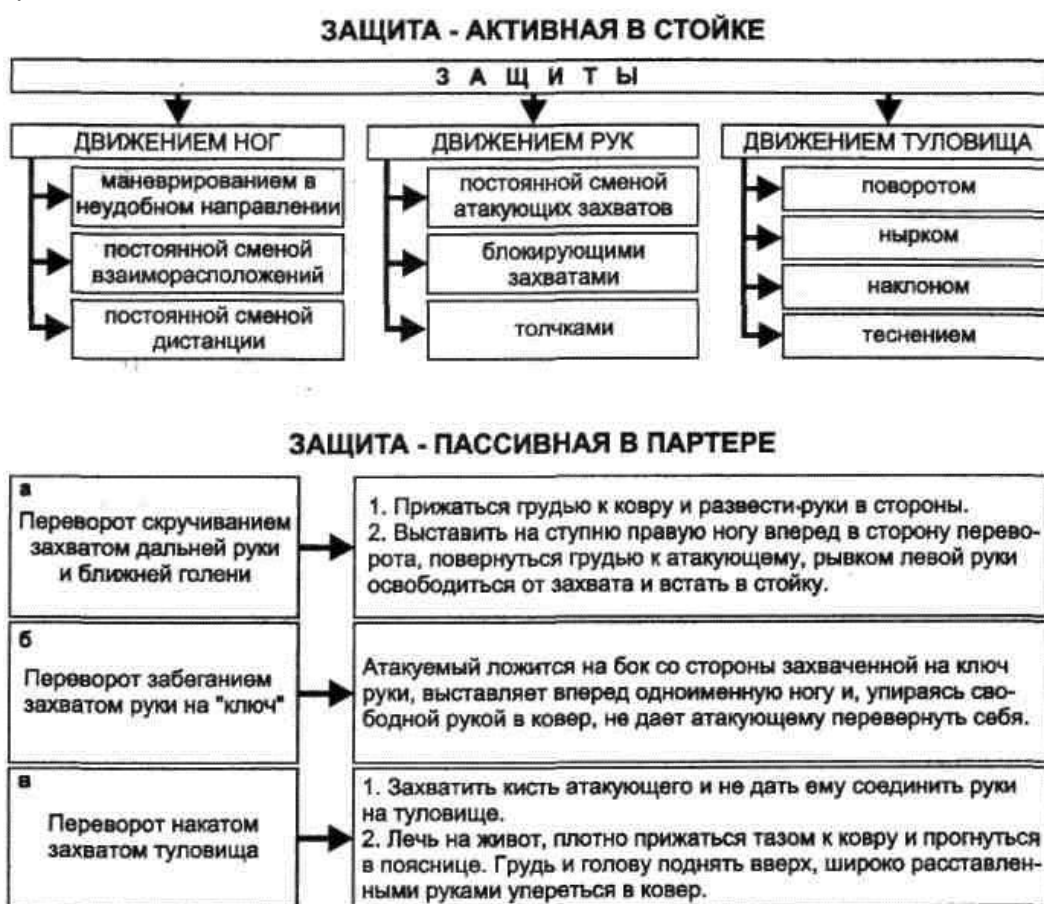 ЗАЩИТА - АКТИВНАЯ В СТОЙКЕ
З А Щ И Т Ы
ДВИЖЕНИЕМ НОГ
маневрированием в
неудобном направлении
постоянной сменой
взаиморасположений
постоянной сменой
дистанции
ДВИЖЕНИЕМ РУК
постоянной сменой
атакующих захватов
блокирующими
захватами
толчками
ДВИЖЕНИЕМ ТУЛОВИЩА
поворотом
нырком
наклоном
теснением
ЗАЩИТА - ПАССИВНАЯ В ПАРТЕРЕ
а
Переворот скручиванием
захватом дальней руки
и ближней голени
1. Прижаться грудью к ковру и развести-руки в стороны.
2. Выставить на ступню правую ногу вперед в сторону перево-
рота, повернуться грудью к атакующему, рывком левой руки
освободиться от захвата и встать в стойку.
б
Переворот забеганием
захватом руки на "ключ"
Атакуемый ложится на бок со стороны захваченной на ключ
руки, выставляет вперед одноименную ногу и, упираясь сво-
бодной рукой в ковер, не дает атакующему перевернуть себя.
в
Переворот накатом
захватом туловища
1. Захватить кисть атакующего и не дать ему соединить руки
на туловище.
2. Лечь на живот, плотно прижаться тазом к ковру и прогнуться
в пояснице. Грудь и голову поднять вверх, широко расставлен-
ными руками упереться в ковер.